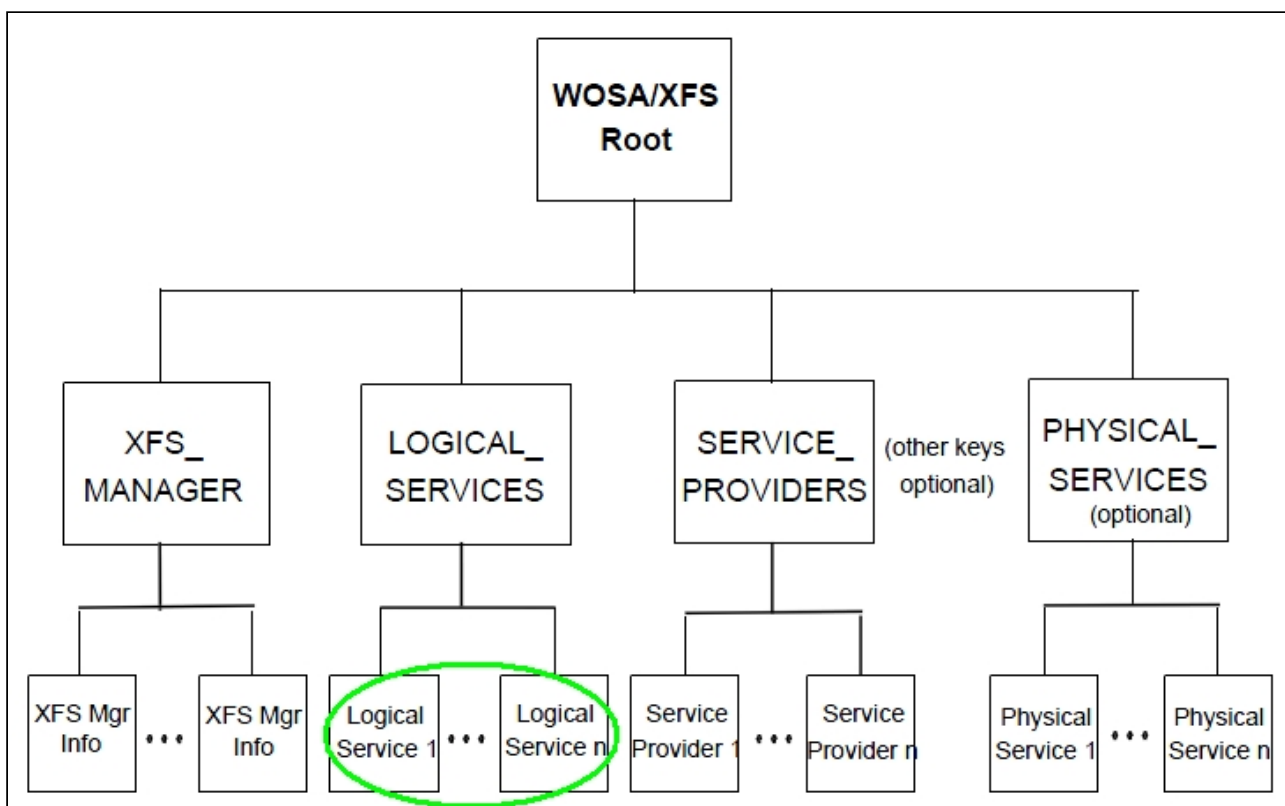 WOSA/XFS
Root
XFS_
MANAGER
LOGICAL_
SERVICES
SERVICE_
PROVIDERS
(other keys
optional)
PHYSICAL_
SERVICES
(optional)
XFS Mgr
Info
•••
XFS Mgr
Info
Logical
Service 1
•••
Logical
Service n
Service
Provider 1
•••
Service
Provider n
Physical
Service 1
•••
Physical
Service n